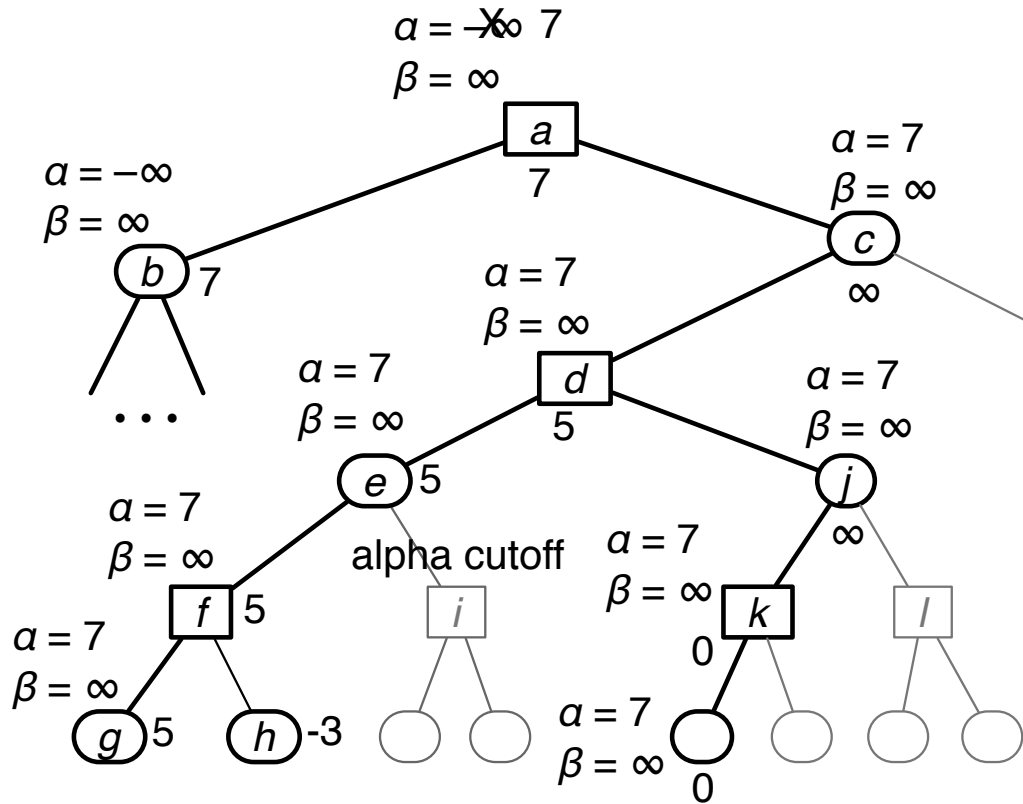 α = –∞ 7
X
β = ∞
a
7
α = 7
β = ∞
c
∞
α = –∞
β = ∞
b
7
...
α = 7
β = ∞
d
5
α = 7
β = ∞
e
5
α = 7
β = ∞
j
∞
alpha cutoff
α = 7
β = ∞
f
5
i
α = 7
β = ∞
k
0
l
α = 7
β = ∞
g
5
h
-3
α = 7
β = ∞
0